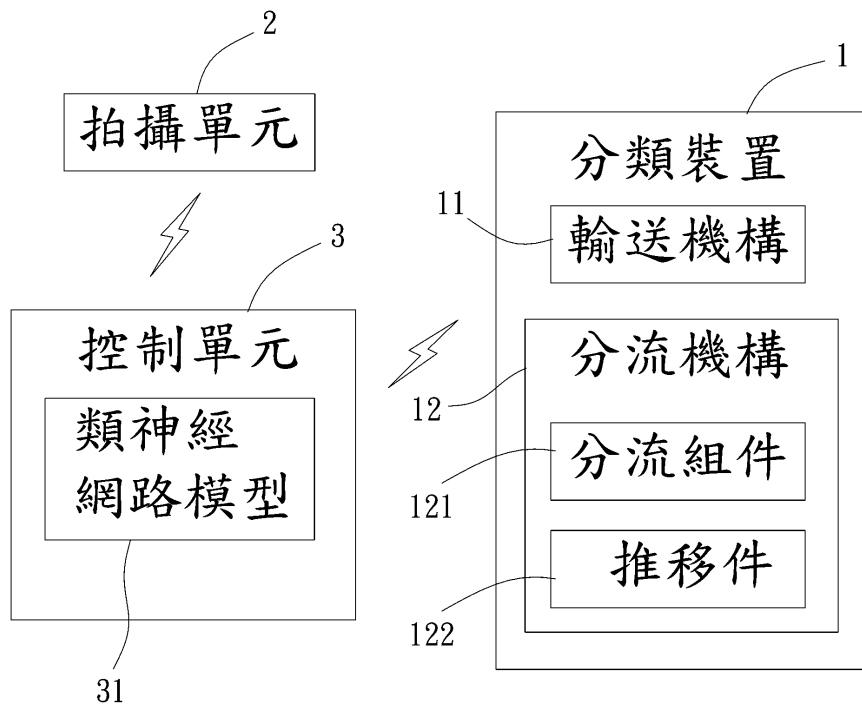 2
拍攝單元
3
控制單元
類神經
網路模型
31
1
分類裝置
11
輸送機構
12
分流機構
121
分流組件
122
推移件